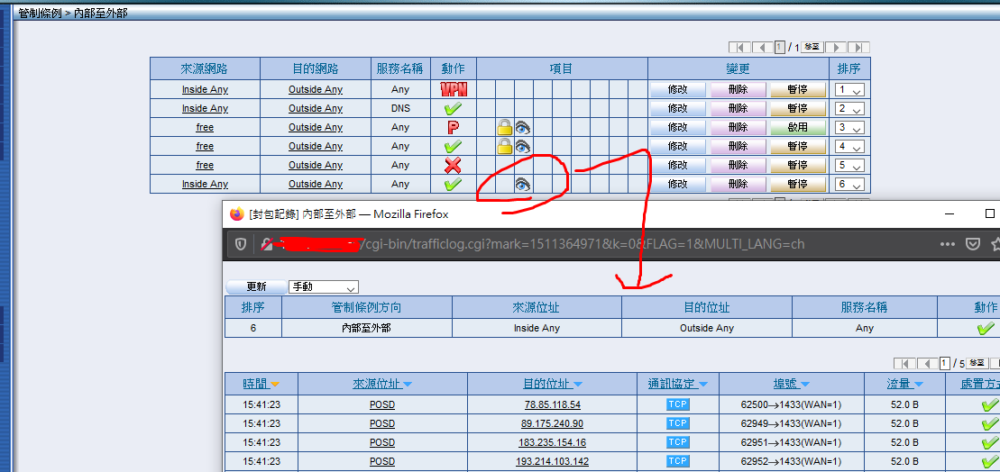 管制條例 > 內部至外部
1 / 1 移至
來源網路 目的網路 服務名稱 動作 項目 變更 排序
Inside Any Outside Any Any VPN 修改 刪除 暫停 1
Inside Any Outside Any DNS 修改 刪除 暫停 2
free Outside Any Any P 修改 刪除 啟用 3
free Outside Any Any 修改 刪除 暫停 4
free Outside Any Any 修改 刪除 暫停 5
Inside Any Outside Any Any 修改 刪除 暫停 6
[封包記錄] 內部至外部 — Mozilla Firefox
/cgi-bin/trafficlog.cgi?mark=1511364971&k=0&FLAG=1&MULTI_LANG=ch
更新 手動
排序 管制條例方向 來源位址 目的位址 服務名稱 動作
6 內部至外部 Inside Any Outside Any Any
1 / 5 移至
時間 來源位址 目的位址 通訊協定 埠號 流量 處置方式
15:41:23 POSD 78.85.118.54 TCP 62500→1433(WAN=1) 52.0 B
15:41:23 POSD 89.175.240.90 TCP 62949→1433(WAN=1) 52.0 B
15:41:23 POSD 183.235.154.16 TCP 62951→1433(WAN=1) 52.0 B
15:41:23 POSD 193.214.103.142 TCP 62952→1433(WAN=1) 52.0 B